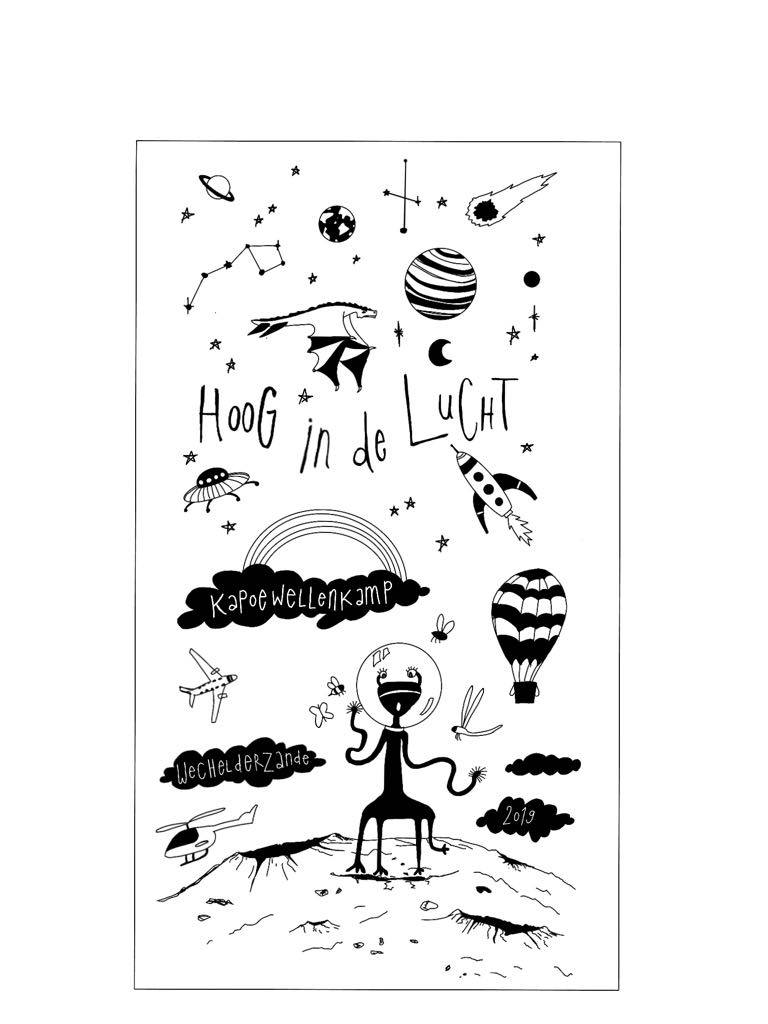 HOOG in de LUCHT
KAPOEWELLENKAMP
WECHELDERZANDE
2019